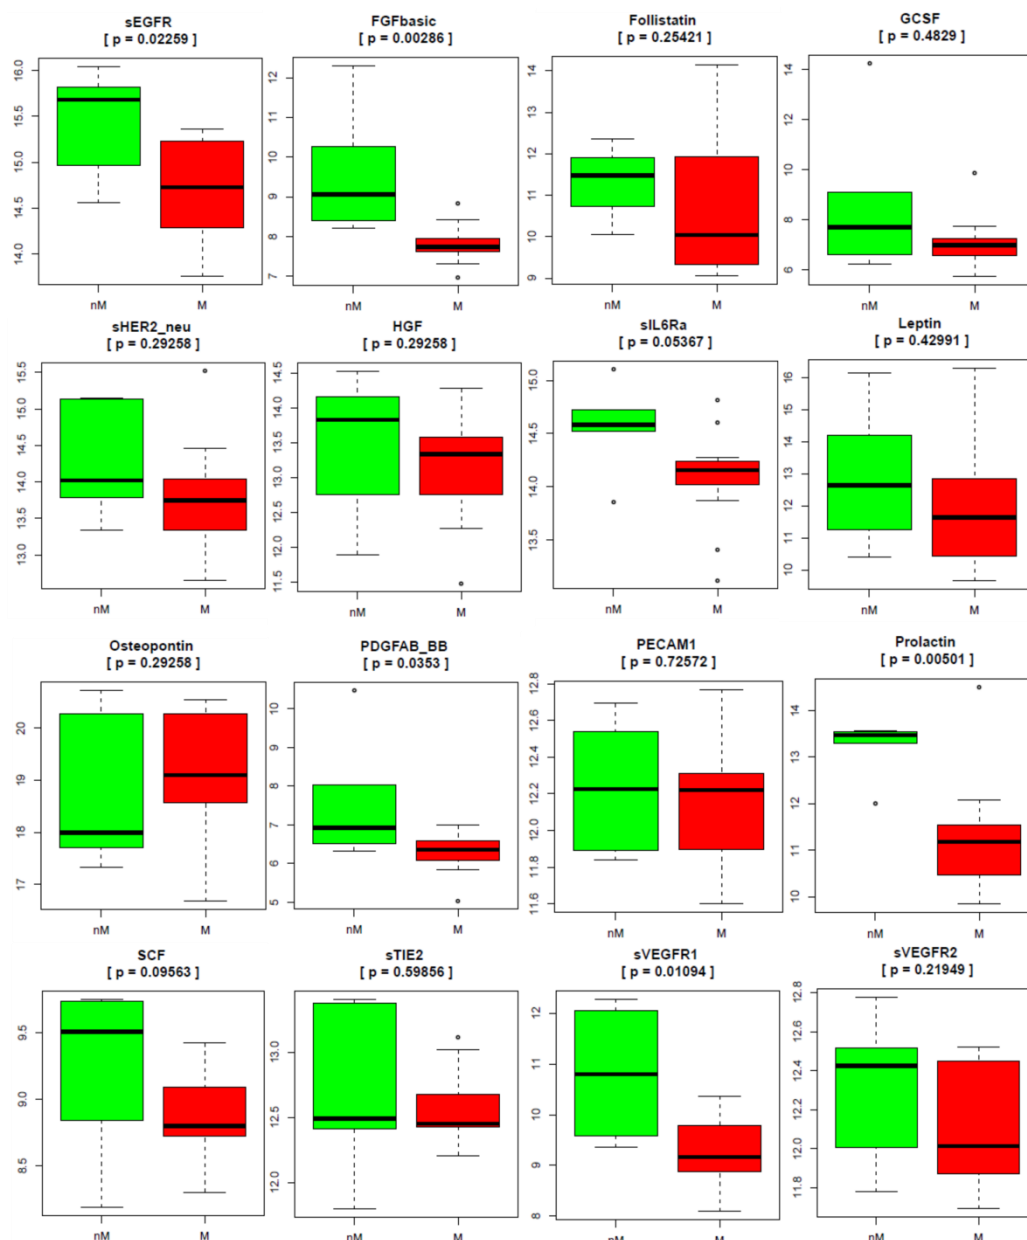 sEGFR
[ p = 0.02259 ]
16.0
15.5
15.0
14.5
14.0
nM M
FGFbasic
[ p = 0.00286 ]
12
11
10
9
8
7
nM M
Follistatin
[ p = 0.25421 ]
14
13
12
11
10
9
nM M
GCSF
[ p = 0.4829 ]
14
12
10
8
6
nM M
sHER2_neu
[ p = 0.29258 ]
15.5
15.0
14.5
14.0
13.5
13.0
nM M
HGF
[ p = 0.29258 ]
14.5
14.0
13.5
13.0
12.5
12.0
11.5
nM M
sIL6Ra
[ p = 0.05367 ]
15.0
14.5
14.0
13.5
nM M
Leptin
[ p = 0.42991 ]
16
15
14
13
12
11
10
nM M
Osteopontin
[ p = 0.29258 ]
20
19
18
17
nM M
PDGFAB_BB
[ p = 0.0353 ]
10
9
8
7
6
5
nM M
PECAM1
[ p = 0.72572 ]
12.8
12.6
12.4
12.2
12.0
11.8
11.6
nM M
Prolactin
[ p = 0.00501 ]
14
13
12
11
10
nM M
SCF
[ p = 0.09563 ]
9.5
9.0
8.5
nM M
sTIE2
[ p = 0.59856 ]
13.0
12.5
12.0
nM M
sVEGFR1
[ p = 0.01094 ]
12
11
10
9
8
nM M
sVEGFR2
[ p = 0.21949 ]
12.8
12.6
12.4
12.2
12.0
11.8
nM M